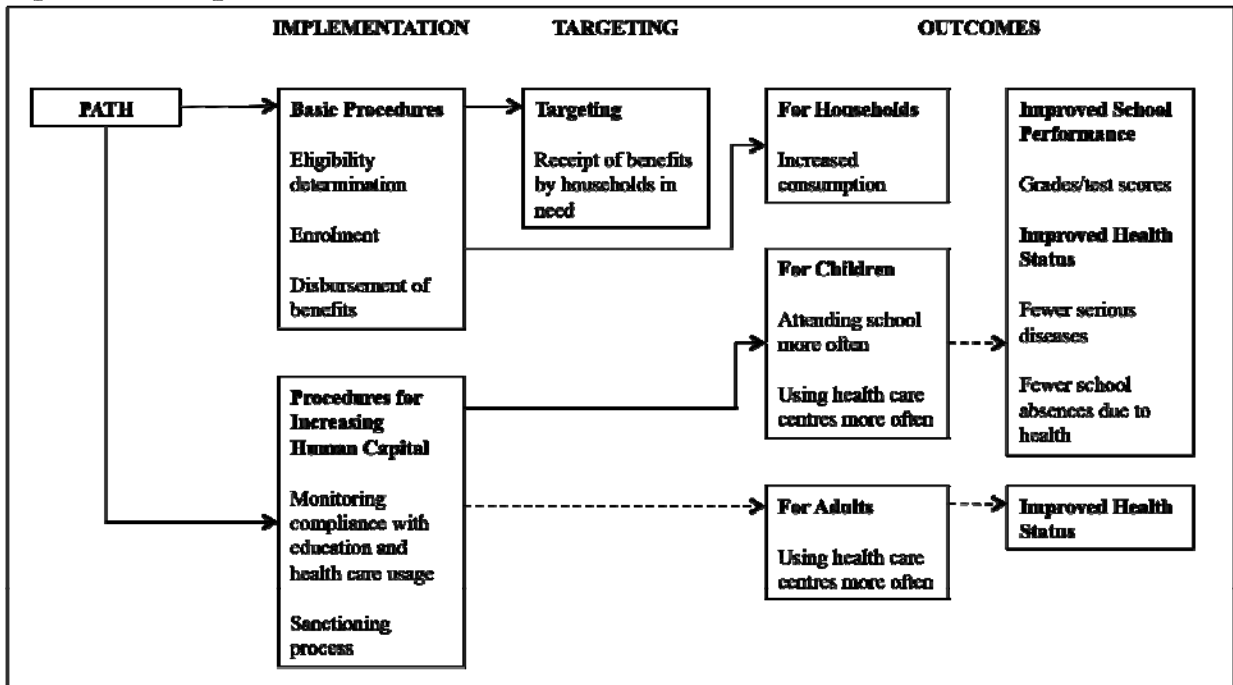 IMPLEMENTATION
TARGETING
OUTCOMES
PATH
Basic Procedures
Eligibility
determination
Enrolment
Disbursement of
benefits
Targeting
Receipt of benefits
by households in
need
For Households
Increased
consumption
Improved School
Performance
Grades/test scores
Improved Health
Status
Fewer serious
diseases
Fewer school
absences due to
health
For Children
Attending school
more often
Using health care
centres more often
Procedures for
Increasing
Human Capital
Monitoring
compliance with
education and
health care usage
Sanctioning
process
For Adults
Using health care
centres more often
Improved Health
Status